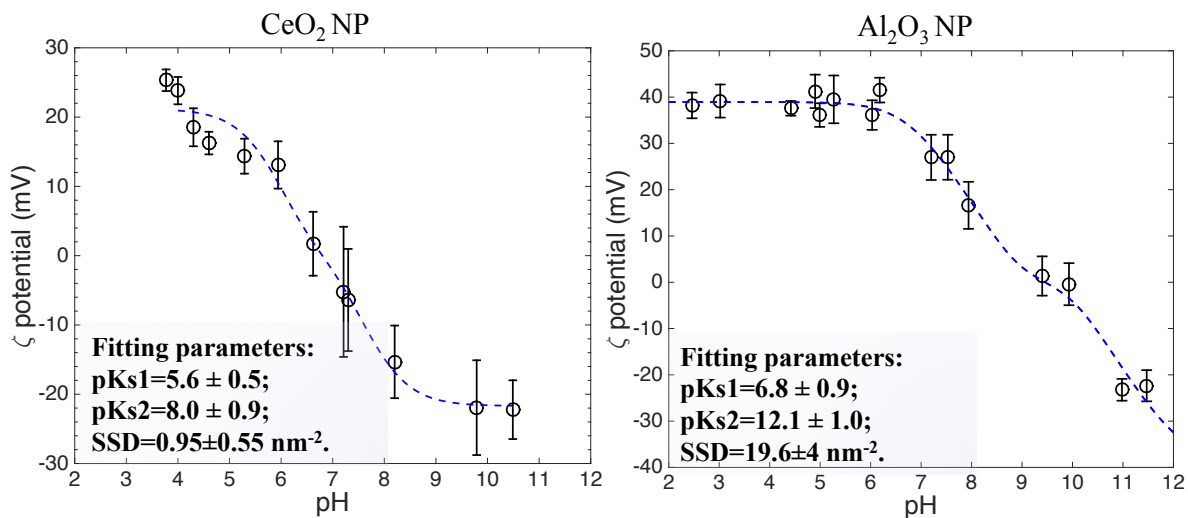 CeO₂ NP
30
20
10
0
-10
-20
-30
ζ potential (mV)
Fitting parameters:
pKs1=5.6 ± 0.5;
pKs2=8.0 ± 0.9;
SSD=0.95±0.55 nm⁻².
2 3 4 5 6 7 8 9 10 11 12
pH
Al₂O₃ NP
50
40
30
20
10
0
-10
-20
-30
-40
ζ potential (mV)
Fitting parameters:
pKs1=6.8 ± 0.9;
pKs2=12.1 ± 1.0;
SSD=19.6±4 nm⁻².
2 3 4 5 6 7 8 9 10 11 12
pH